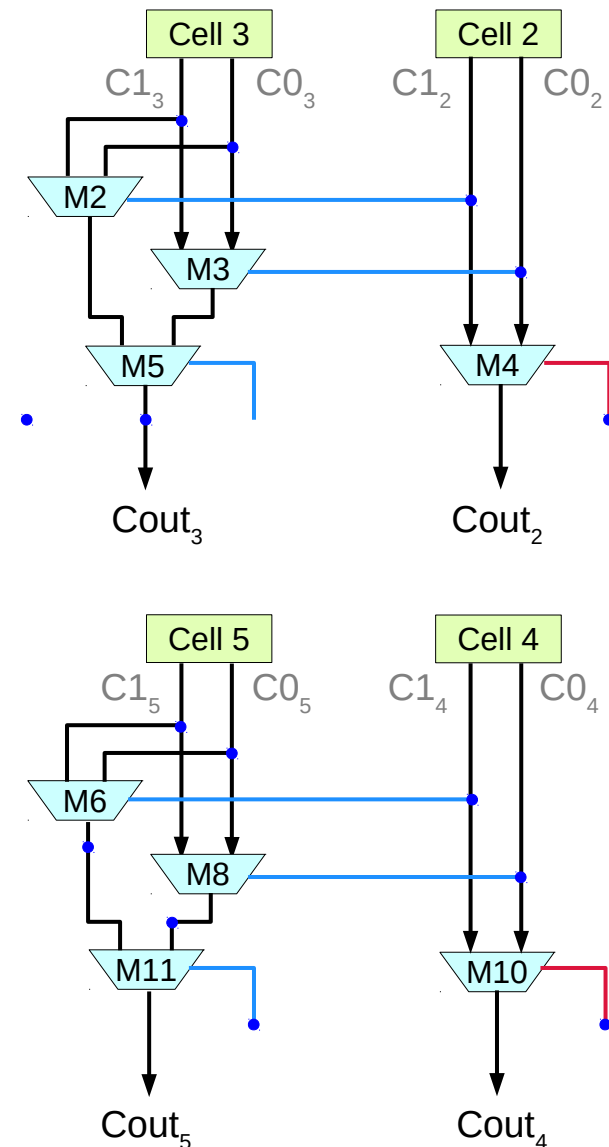 Cell 3 Cell 2
C1₃ C0₃ C1₂ C0₂
M2
M3
M5 M4
Cout₃ Cout₂
Cell 5 Cell 4
C1₅ C0₅ C1₄ C0₄
M6
M8
M11 M10
Cout₅ Cout₄